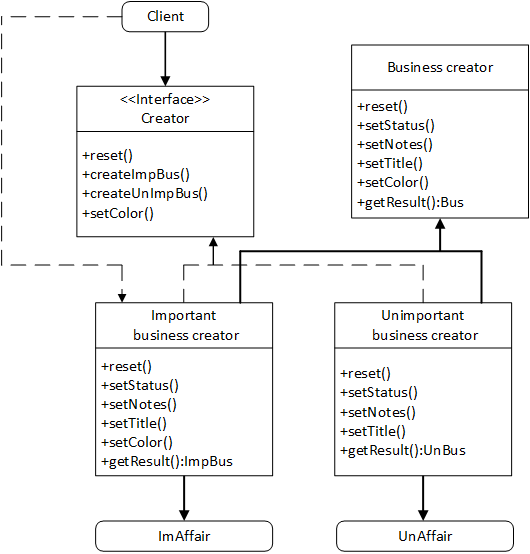 Client
<<Interface>>
Creator
+reset()
+createImpBus()
+createUnImpBus()
+setColor()
Business creator
+reset()
+setStatus()
+setNotes()
+setTitle()
+setColor()
+getResult():Bus
Important
business creator
+reset()
+setStatus()
+setNotes()
+setTitle()
+setColor()
+getResult():ImpBus
Unimportant
business creator
+reset()
+setStatus()
+setNotes()
+setTitle()
+getResult():UnBus
ImAffair
UnAffair